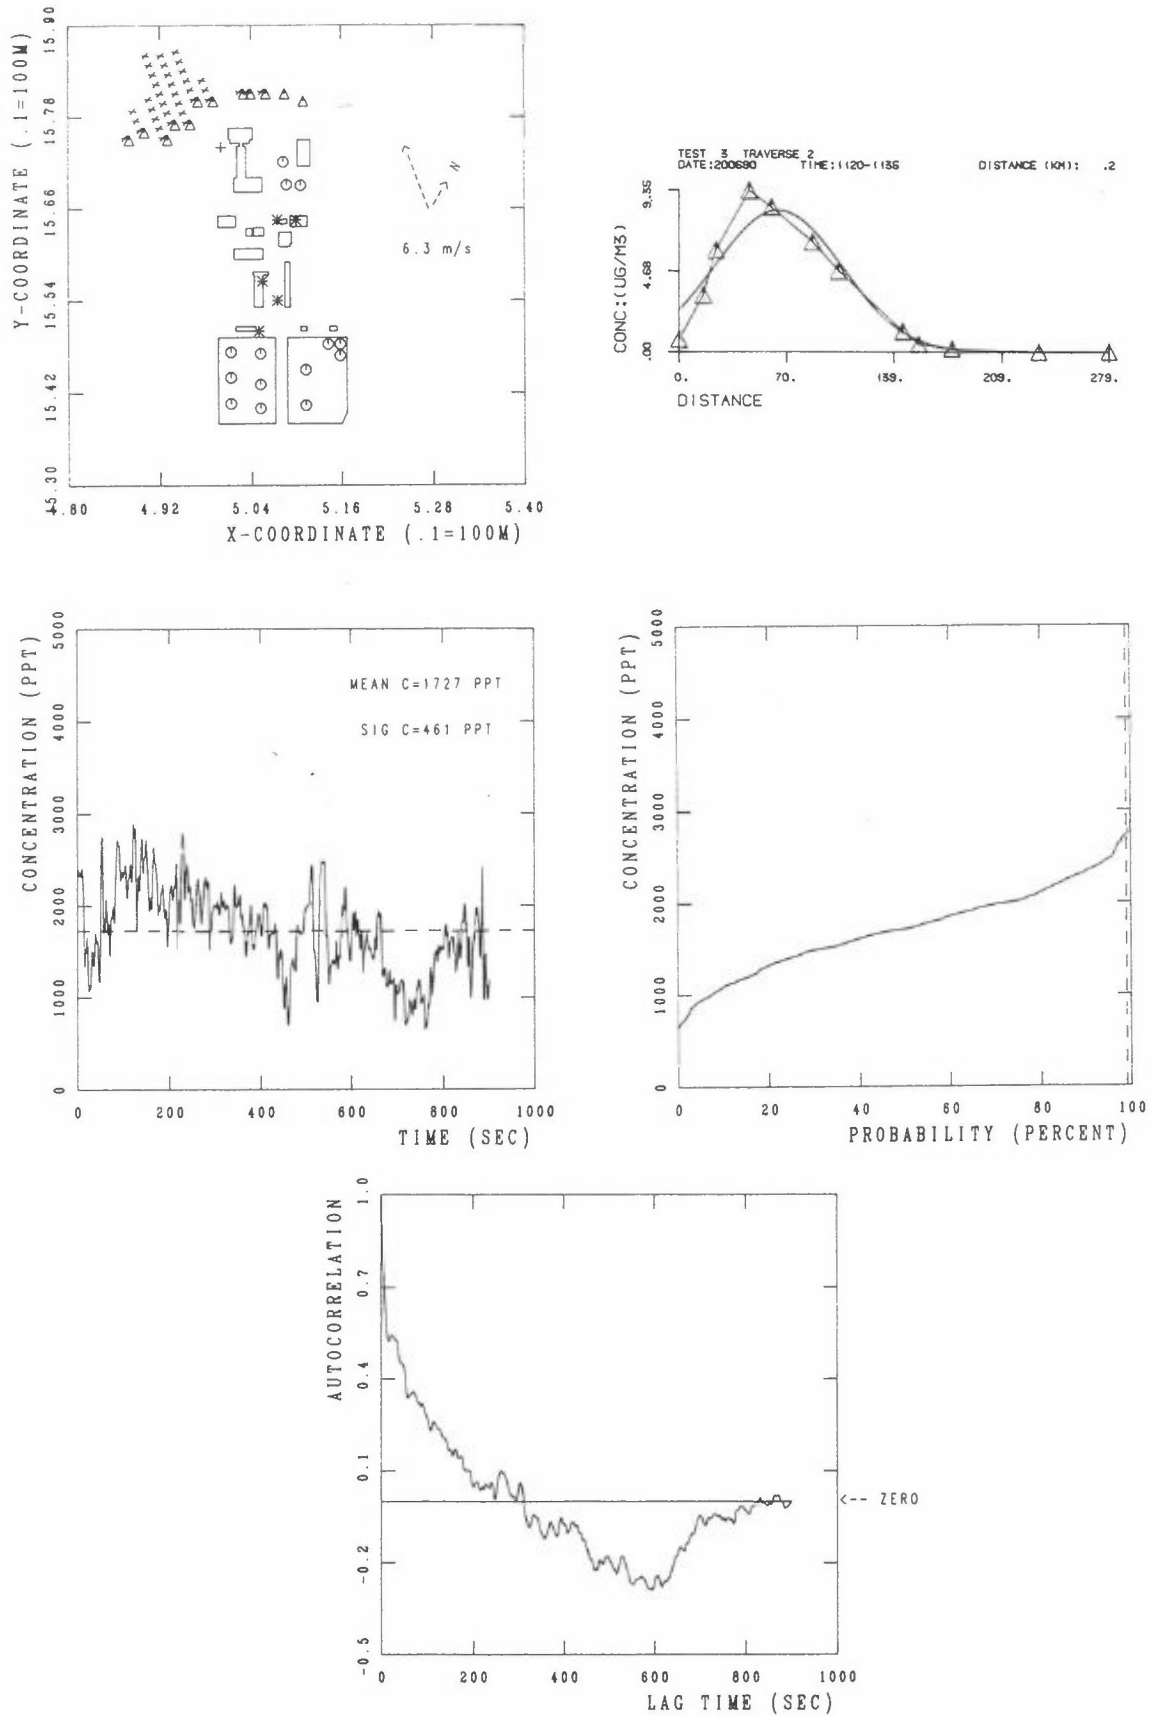 Y-COORDINATE (.1=100M)
15.90
15.78
15.66
15.54
15.42
15.30
N
6.3 m/s
4.80 4.92 5.04 5.16 5.28 5.40
X-COORDINATE (.1=100M)
TEST 3 TRAVERSE 2
DATE:200680 TIME:1120-1135 DISTANCE (KM): .2
CONC:(UG/M3)
9.35
4.68
.00
0. 70. 139. 209. 279.
DISTANCE
CONCENTRATION (PPT)
5000
4000
3000
2000
1000
0
MEAN C=1727 PPT
SIG C=461 PPT
0 200 400 600 800 1000
TIME (SEC)
CONCENTRATION (PPT)
5000
4000
3000
2000
1000
0
0 20 40 60 80 100
PROBABILITY (PERCENT)
AUTOCORRELATION
1.0
0.7
0.4
0.1
-0.2
-0.5
<-- ZERO
0 200 400 600 800 1000
LAG TIME (SEC)